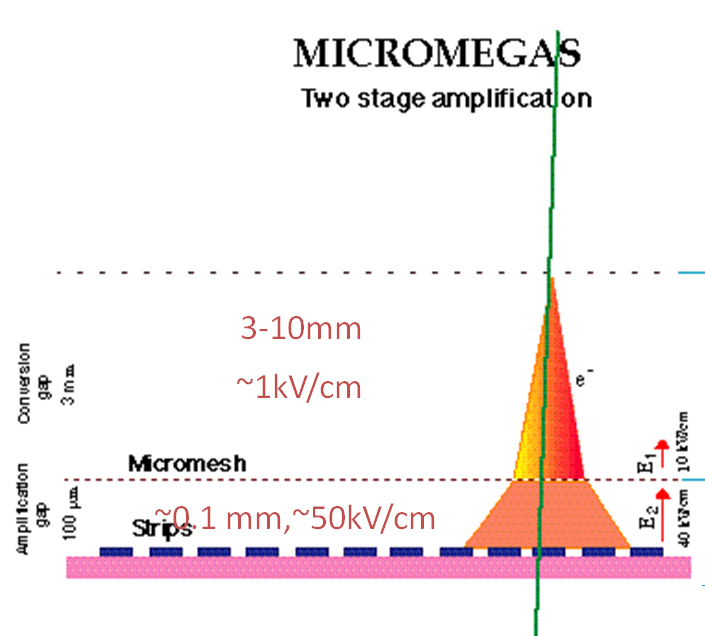 MICROMEGAS
Two stage amplification
3-10mm
~1kV/cm
Conversion
gap
3 mm
e-
Micromesh
E1
10 kV/cm
Amplification
gap
100 µm
~0.1 mm,~50kV/cm
Strips
E2
40 kV/cm